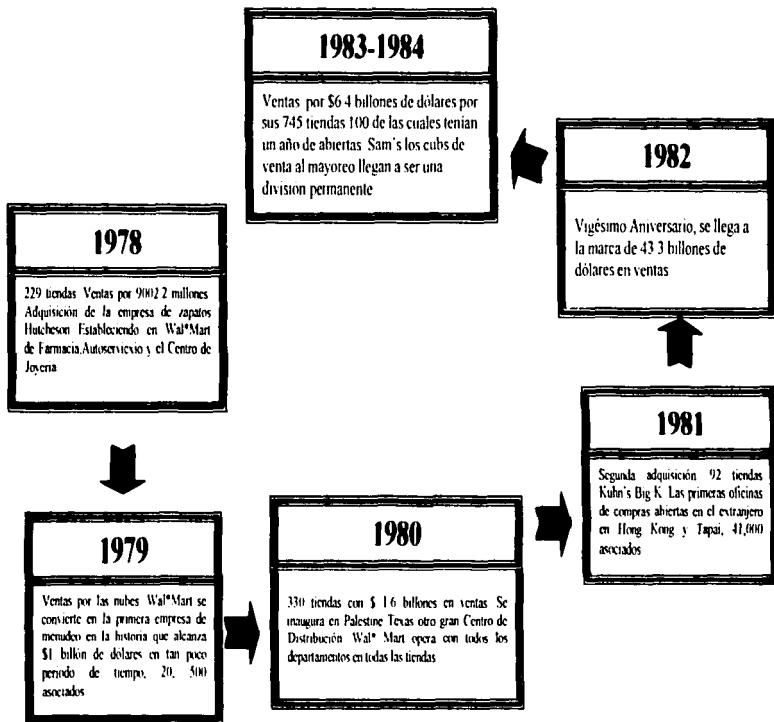 1978
229 tiendas Ventas por 9002 2 millones
Adquisición de la empresa de zapatos
Hutcheson Estableciendo en Wal*Mart
de Farmacia,Autoservicxio y el Centro de
Joyeria
1979
Ventas por las nubes Wal*Mart se
convierte en la primera empresa de
menudeo en la historia que alcanza
$1 billón de dólares en tan poco
periodo de tiempo, 20, 500
asociados
1980
330 tiendas con $ 1 6 billones en ventas Se
inaugura en Palestine Texas otro gran Centro de
Distribución Wal* Mart opera con todos los
departamentos en todas las tiendas
1981
Segunda adquisición 92 tiendas
Kuhn's Big K Las primeras oficinas
de compras abiertas en el extranjero
en Hong Kong y Tapai, 41,000
asociados
1982
Vigésimo Aniversario, se llega a
la marca de 43 3 billones de
dólares en ventas
1983-1984
Ventas por $6 4 billones de dólares por
sus 745 tiendas 100 de las cuales tenían
un año de abiertas Sam's los cubs de
venta al mayoreo llegan a ser una
división permanente